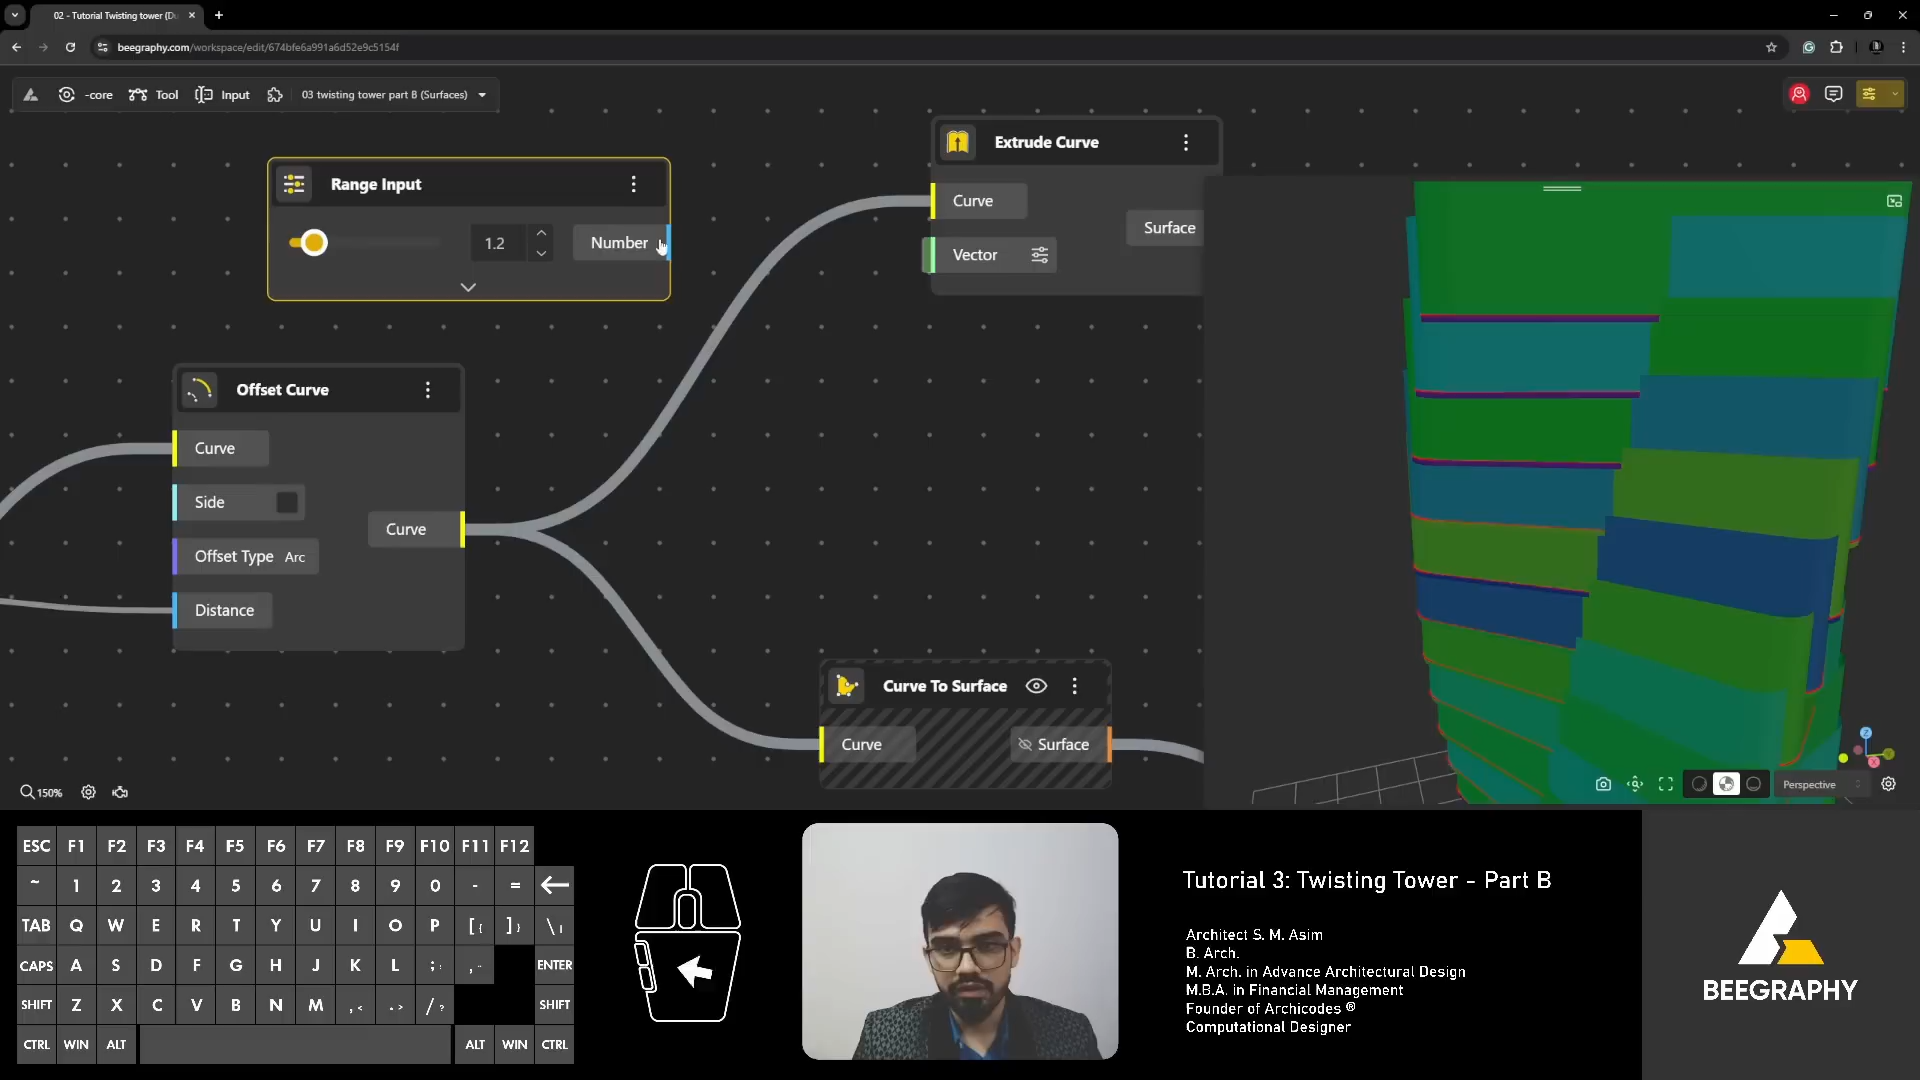 02 - Tutorial Twisting tower (Du
beegraphy.com/workspace/edit/674bfe6a991a6d52e9c5154f
-core
Tool
Input
03 twisting tower part B (Surfaces)
Range Input
1.2
Number
Extrude Curve
Curve
Surface
Vector
Offset Curve
Curve
Side
Curve
Offset Type
Arc
Distance
Curve To Surface
Curve
Surface
150%
Perspective
ESC F1 F2 F3 F4 F5 F6 F7 F8 F9 F10 F11 F12
~ 1 2 3 4 5 6 7 8 9 0 - =
TAB Q W E R T Y U I O P [{ ]} \|
CAPS A S D F G H J K L ;: ,- ENTER
SHIFT Z X C V B N M ,< .> /? SHIFT
CTRL WIN ALT ALT WIN CTRL
Tutorial 3: Twisting Tower - Part B
Architect S. M. Asim
B. Arch.
M. Arch. in Advance Architectural Design
M.B.A. in Financial Management
Founder of Archicodes ®
Computational Designer
BEEGRAPHY